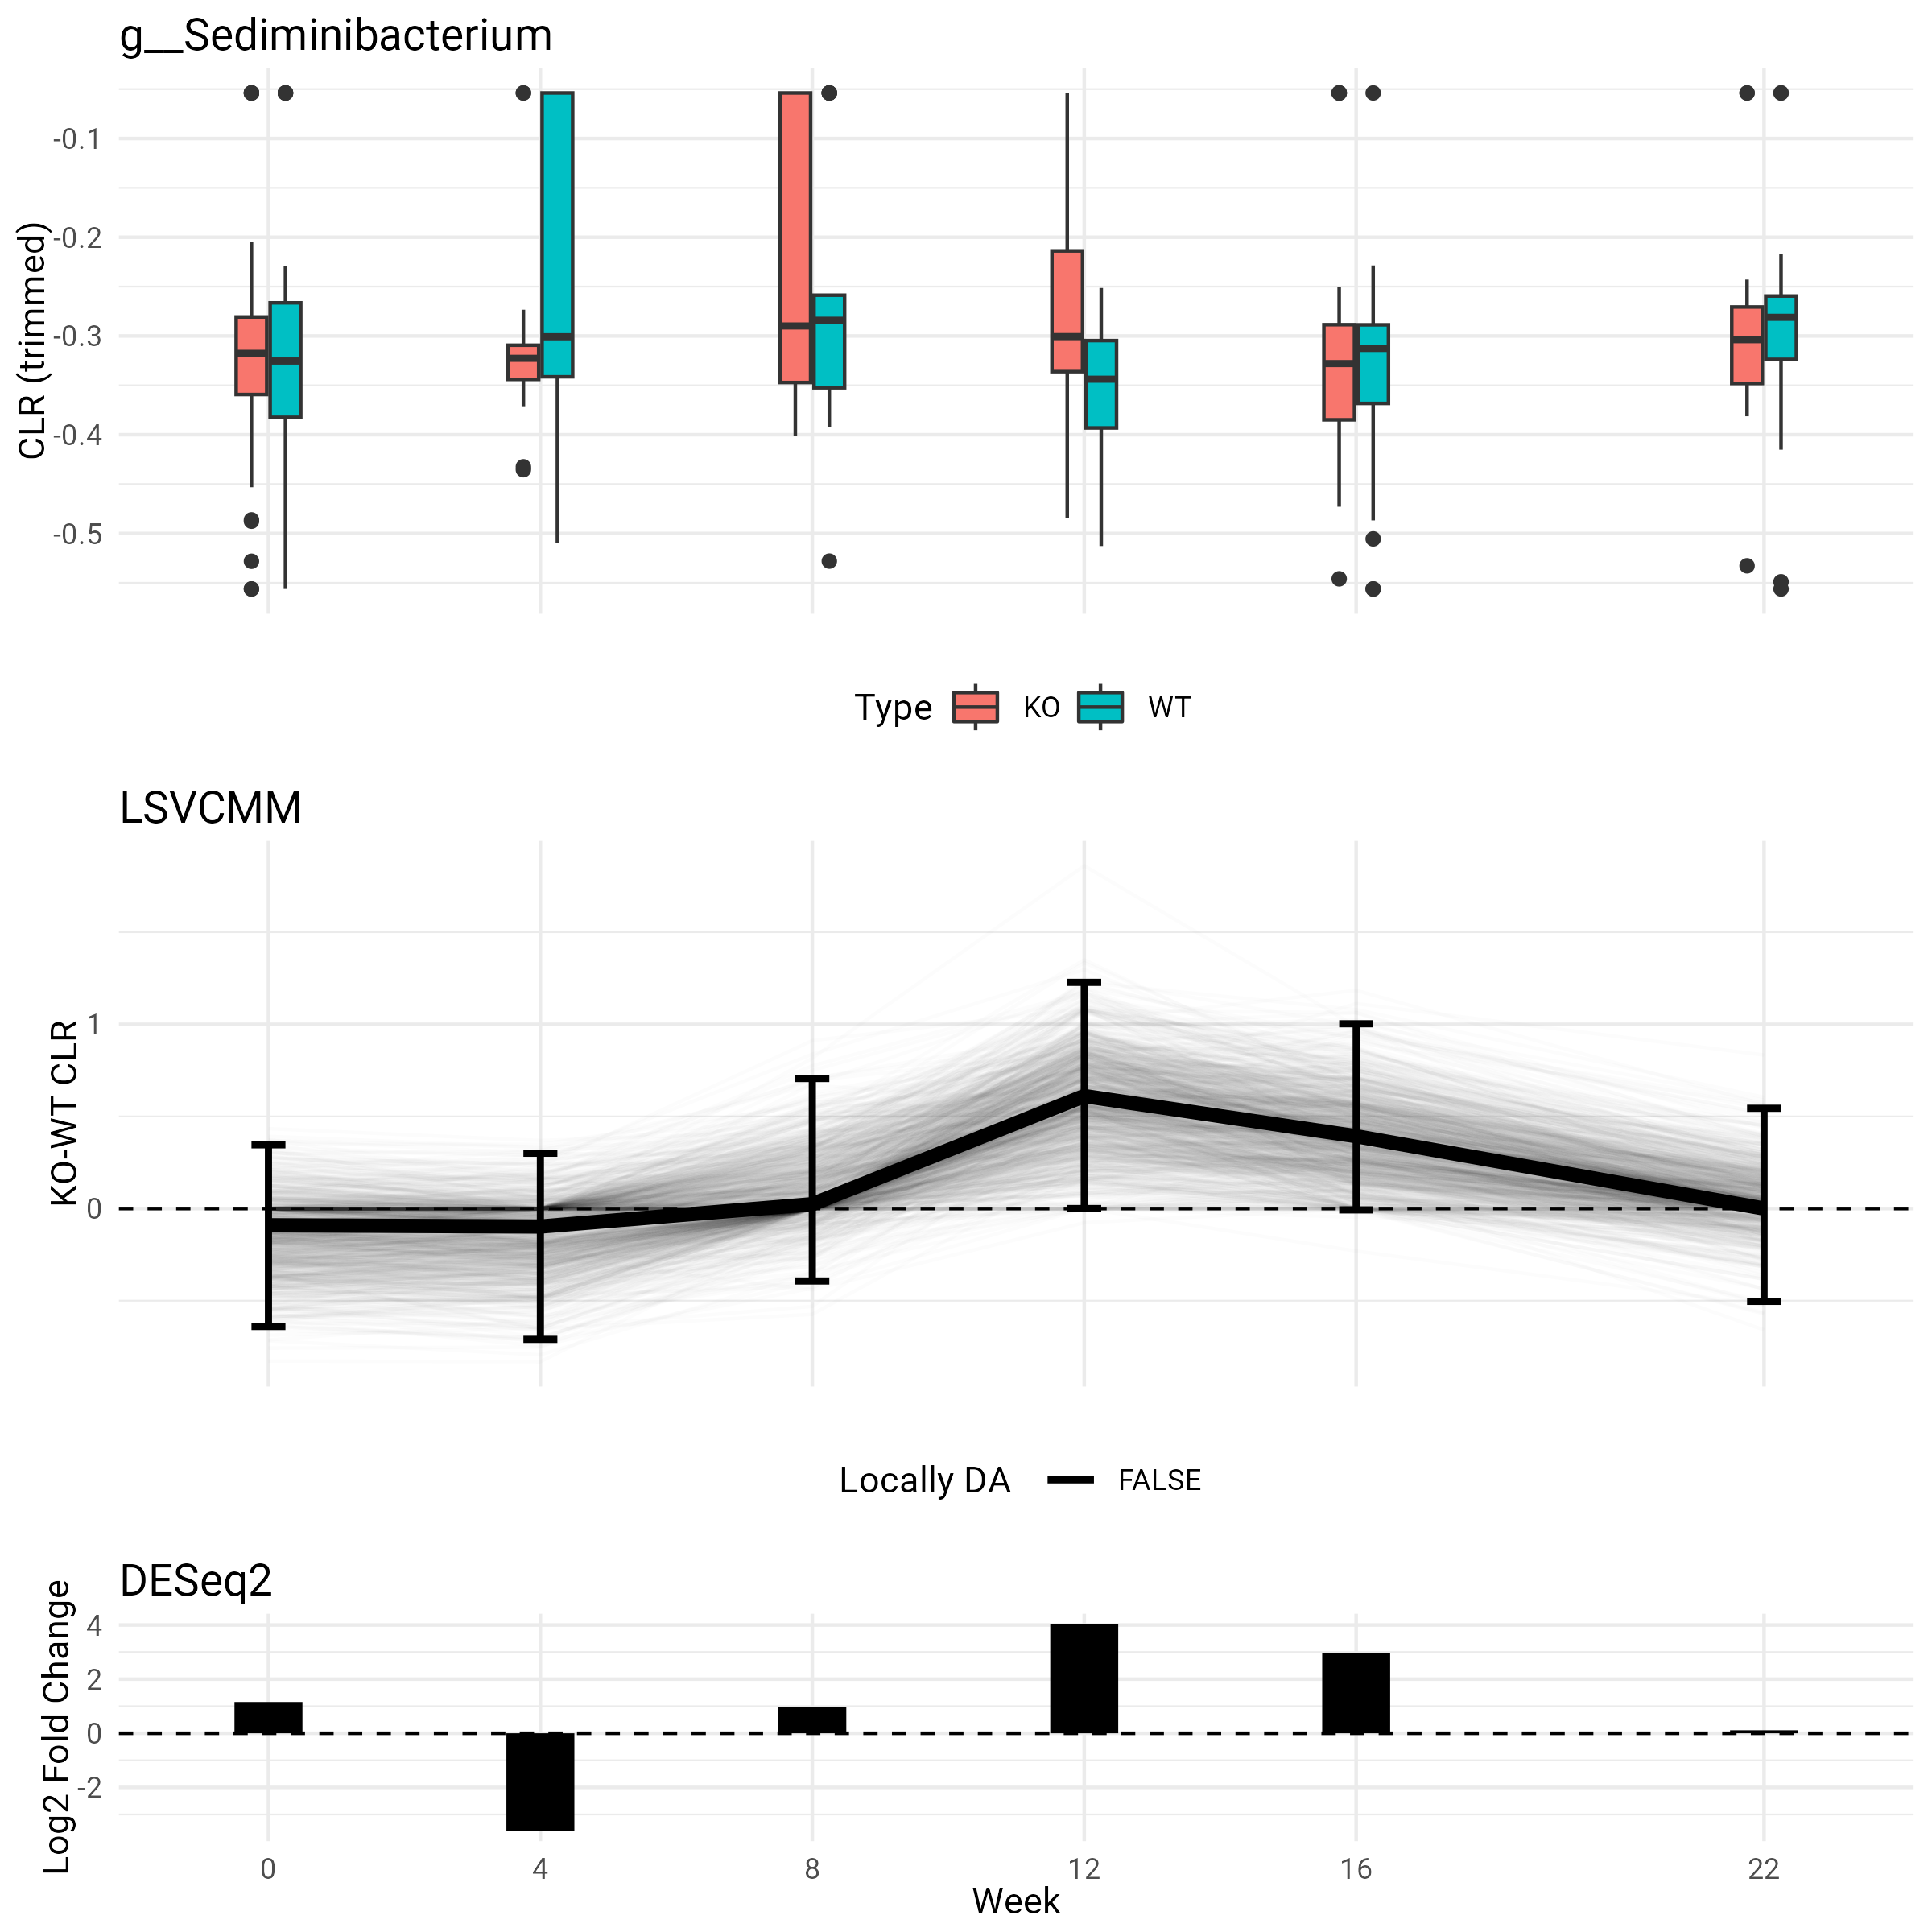 g__Sediminibacterium
CLR (trimmed)
-0.1
-0.2
-0.3
-0.4
-0.5
Type KO WT
LSVCMM
KO-WT CLR
1
0
Locally DA FALSE
DESeq2
Log2 Fold Change
4
2
0
-2
0 4 8 12 16 22
Week